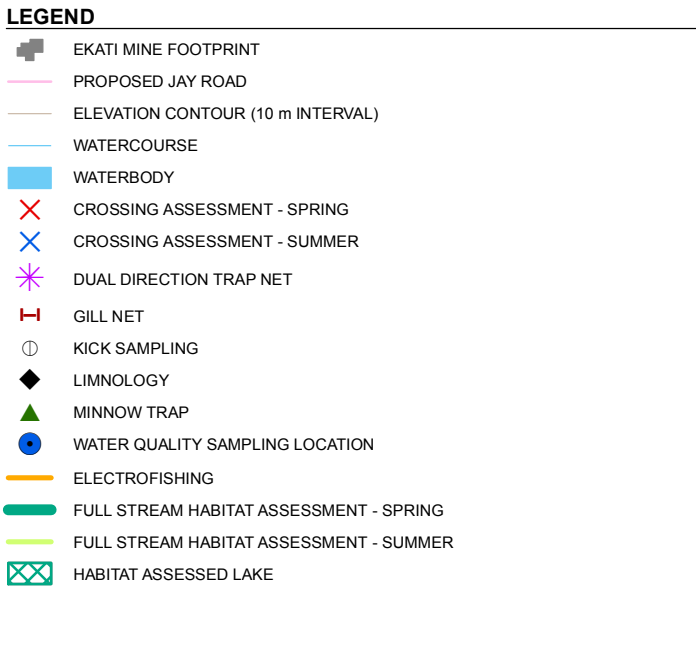 LEGEND
EKATI MINE FOOTPRINT
PROPOSED JAY ROAD
ELEVATION CONTOUR (10 m INTERVAL)
WATERCOURSE
WATERBODY
CROSSING ASSESSMENT - SPRING
CROSSING ASSESSMENT - SUMMER
DUAL DIRECTION TRAP NET
GILL NET
KICK SAMPLING
LIMNOLOGY
MINNOW TRAP
WATER QUALITY SAMPLING LOCATION
ELECTROFISHING
FULL STREAM HABITAT ASSESSMENT - SPRING
FULL STREAM HABITAT ASSESSMENT - SUMMER
HABITAT ASSESSED LAKE